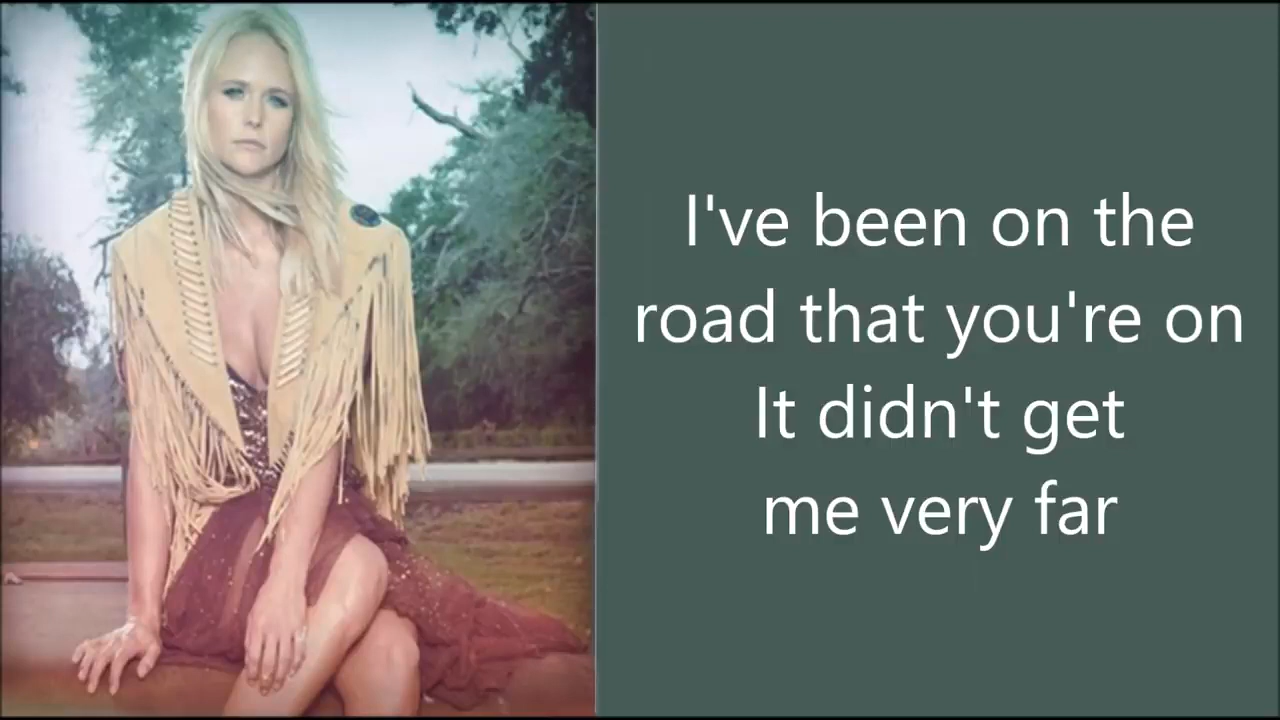 I've been on the
road that you're on
It didn't get
me very far